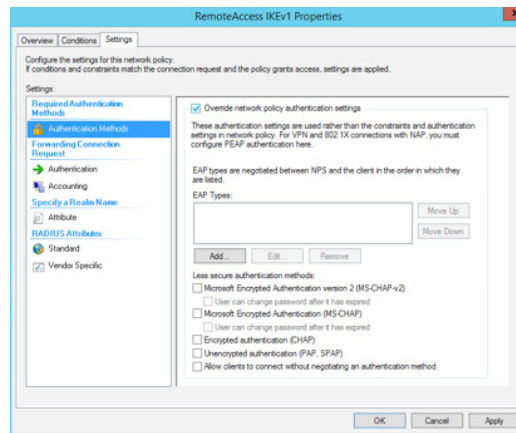 RemoteAccess IKEv1 Properties
Overview Conditions Settings
Configure the settings for this network policy.
If conditions and constraints match the connection request and the policy grants access, settings are applied.
Settings:
Required Authentication
Methods
Authentication Methods
Forwarding Connection
Request
Authentication
Accounting
Specify a Realm Name
Attribute
RADIUS Attributes
Standard
Vendor Specific
Override network policy authentication settings
These authentication settings are used rather than the constraints and authentication
settings in network policy. For VPN and 802.1X connections with NAP, you must
configure PEAP authentication here.
EAP types are negotiated between NPS and the client in the order in which they
are listed.
EAP Types:
Move Up
Move Down
Add... Edit... Remove
Less secure authentication methods:
Microsoft Encrypted Authentication version 2 (MS-CHAP-v2)
User can change password after it has expired
Microsoft Encrypted Authentication (MS-CHAP)
User can change password after it has expired
Encrypted authentication (CHAP)
Unencrypted authentication (PAP, SPAP)
Allow clients to connect without negotiating an authentication method.
OK Cancel Apply